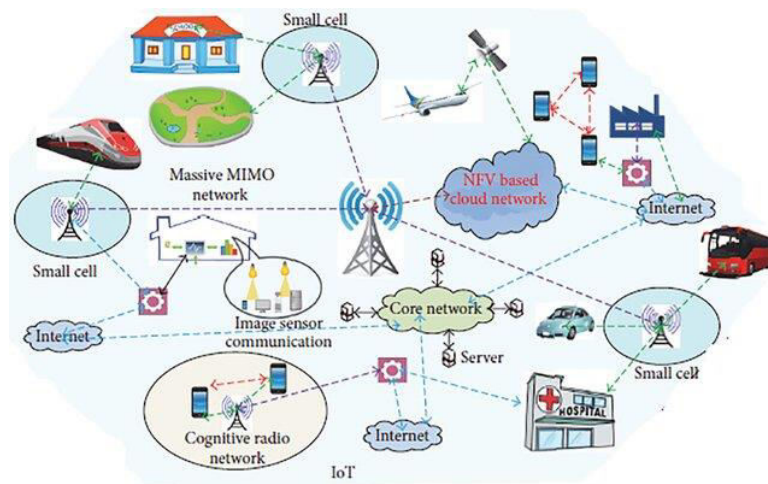 Small cell
SCHOOL
Massive MIMO
network
NFV based
cloud network
Internet
Small cell
Image sensor
communication
Internet
Core network
Server
Small cell
Cognitive radio
network
Internet
HOSPITAL
IoT